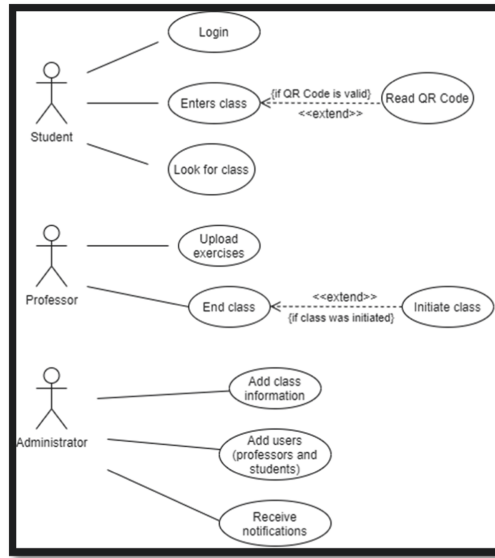 Login
{if QR Code is valid}
Enters class
Read QR Code
<<extend>>
Student
Look for class
Upload
exercises
Professor
<<extend>>
End class
Initiate class
{if class was initiated}
Add class
information
Administrator
Add users
(professors and
students)
Receive
notifications